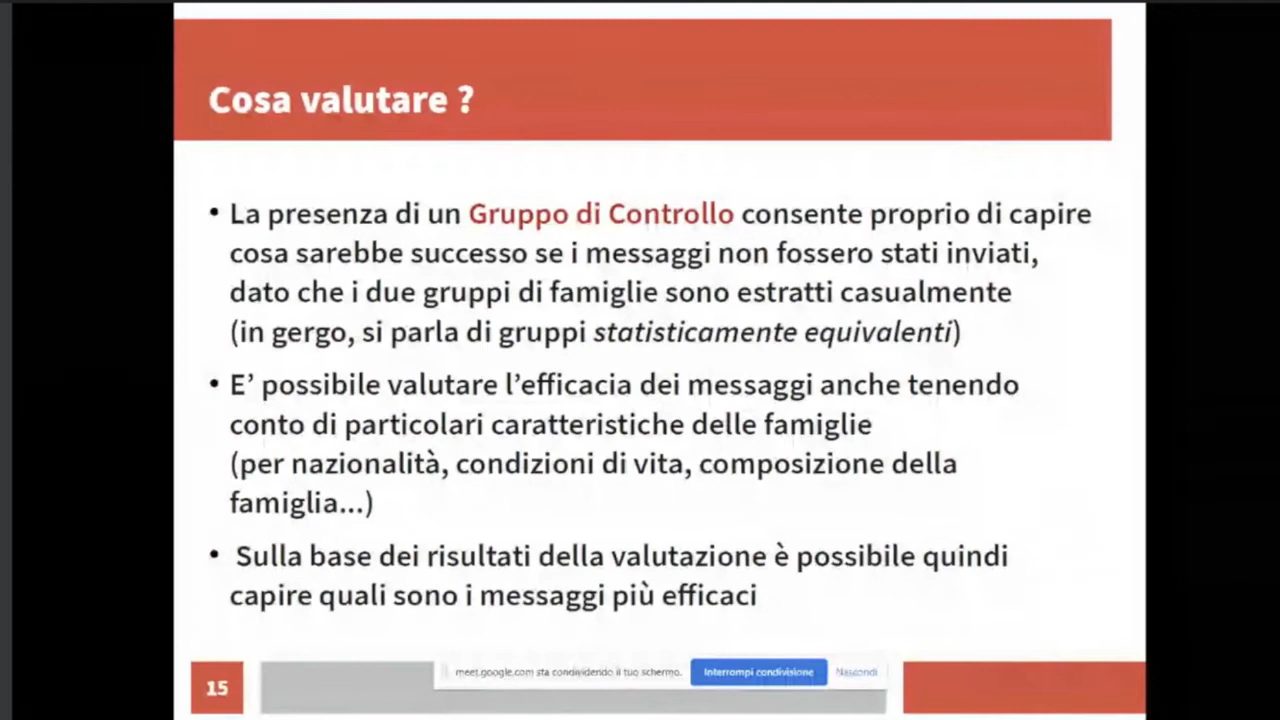 Cosa valutare ?
• La presenza di un Gruppo di Controllo consente proprio di capire
cosa sarebbe successo se i messaggi non fossero stati inviati,
dato che i due gruppi di famiglie sono estratti casualmente
(in gergo, si parla di gruppi statisticamente equivalenti)
• E’ possibile valutare l’efficacia dei messaggi anche tenendo
conto di particolari caratteristiche delle famiglie
(per nazionalità, condizioni di vita, composizione della
famiglia...)
• Sulla base dei risultati della valutazione è possibile quindi
capire quali sono i messaggi più efficaci
15
meet.google.com sta condividendo il tuo schermo. Interrompi condivisione Nascondi